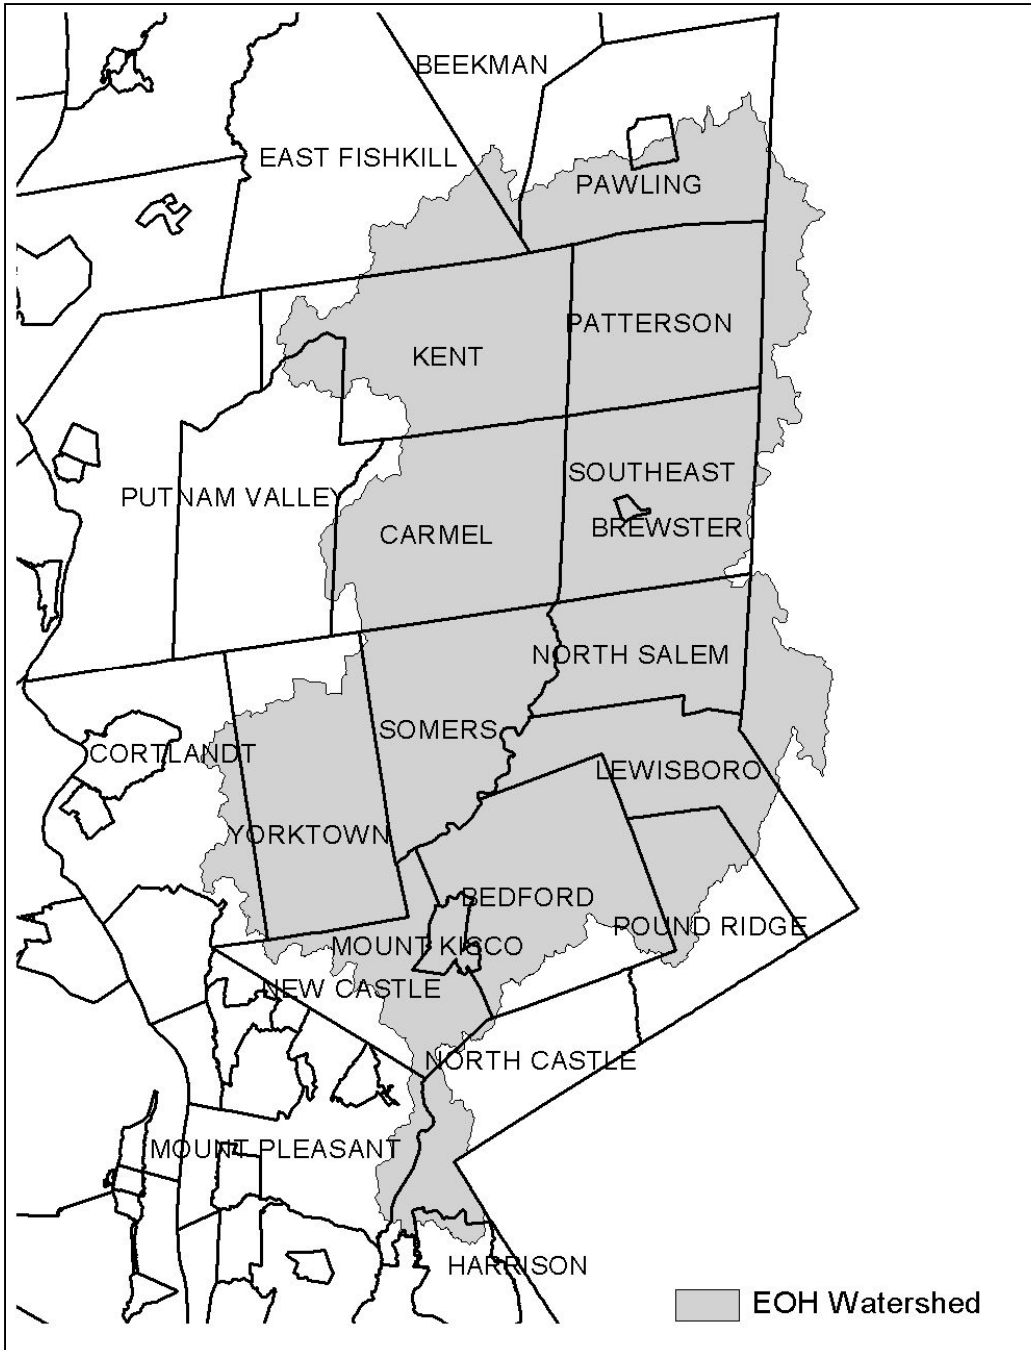 BEEKMAN
EAST FISHKILL
PAWLING
PATTERSON
KENT
SOUTHEAST
PUTNAM VALLEY
BREWSTER
CARMEL
NORTH SALEM
SOMERS
CORTLANDT
LEWISBORO
YORKTOWN
BEDFORD
POUND RIDGE
MOUNT KISCO
NEW CASTLE
NORTH CASTLE
MOUNT PLEASANT
HARRISON
EOH Watershed